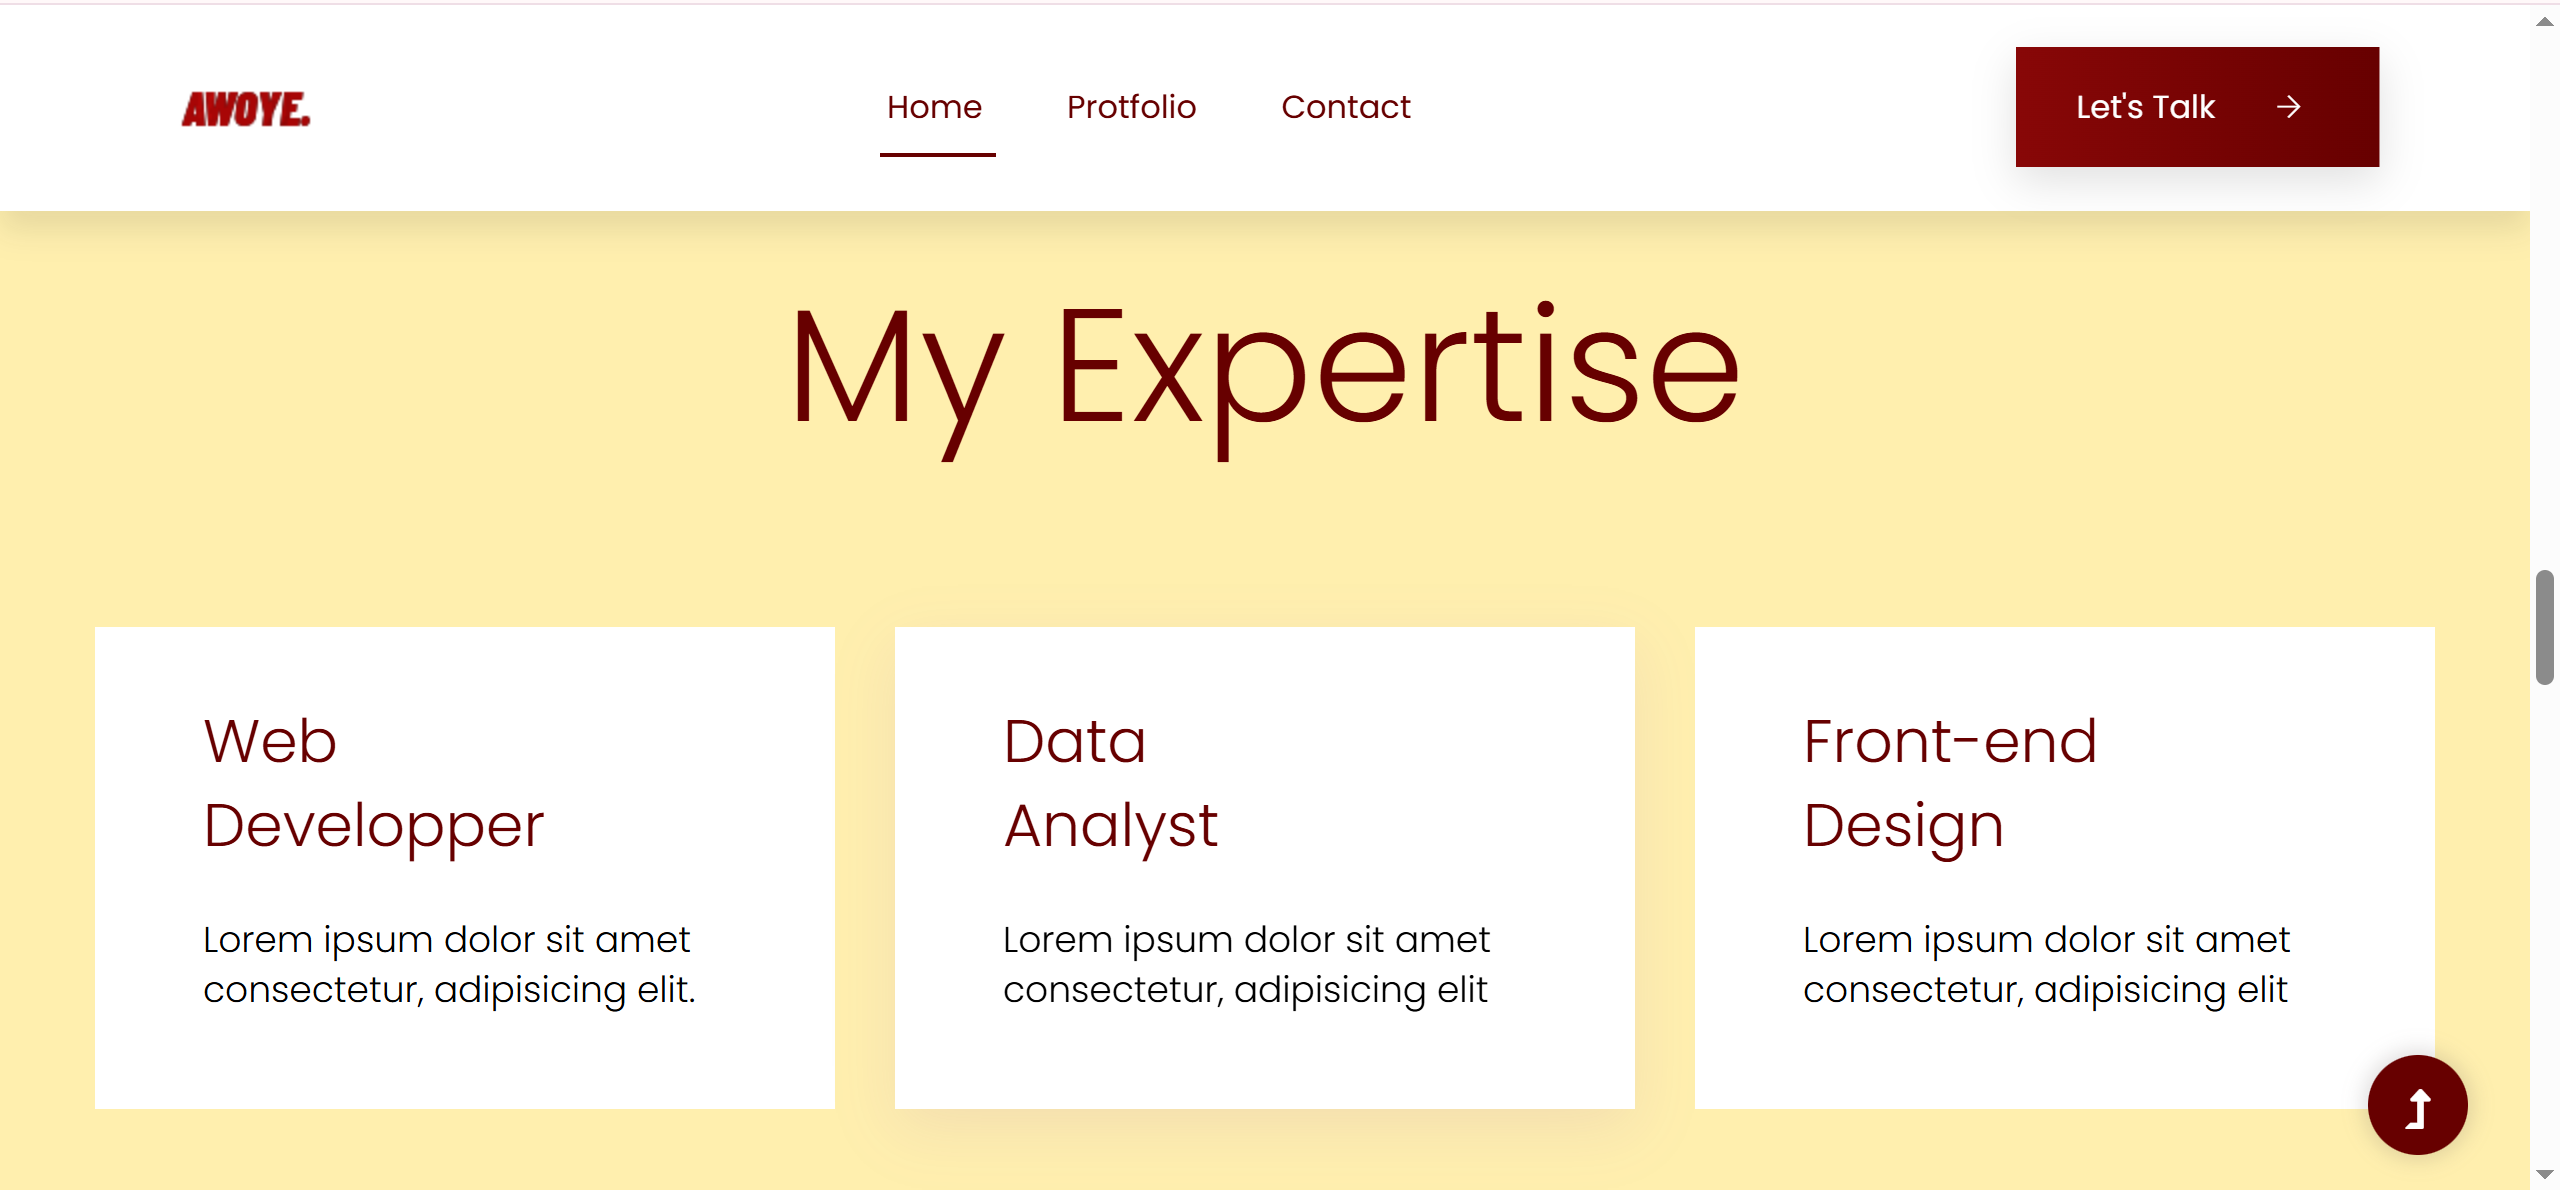 AWOYE.
Home
Protfolio
Contact
Let's Talk
My Expertise
Web
Developper
Lorem ipsum dolor sit amet
consectetur, adipisicing elit.
Data
Analyst
Lorem ipsum dolor sit amet
consectetur, adipisicing elit
Front-end
Design
Lorem ipsum dolor sit amet
consectetur, adipisicing elit